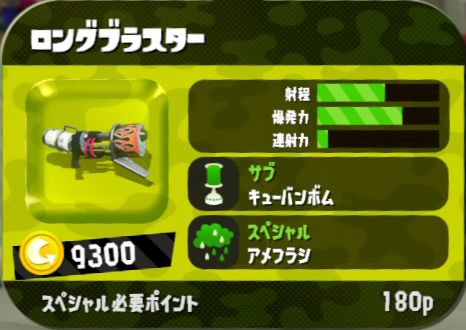 ロングブラスター
射程
爆発力
連射力
サブ
キューバンボム
スペシャル
アメフラシ
9300
スペシャル必要ポイント 180p